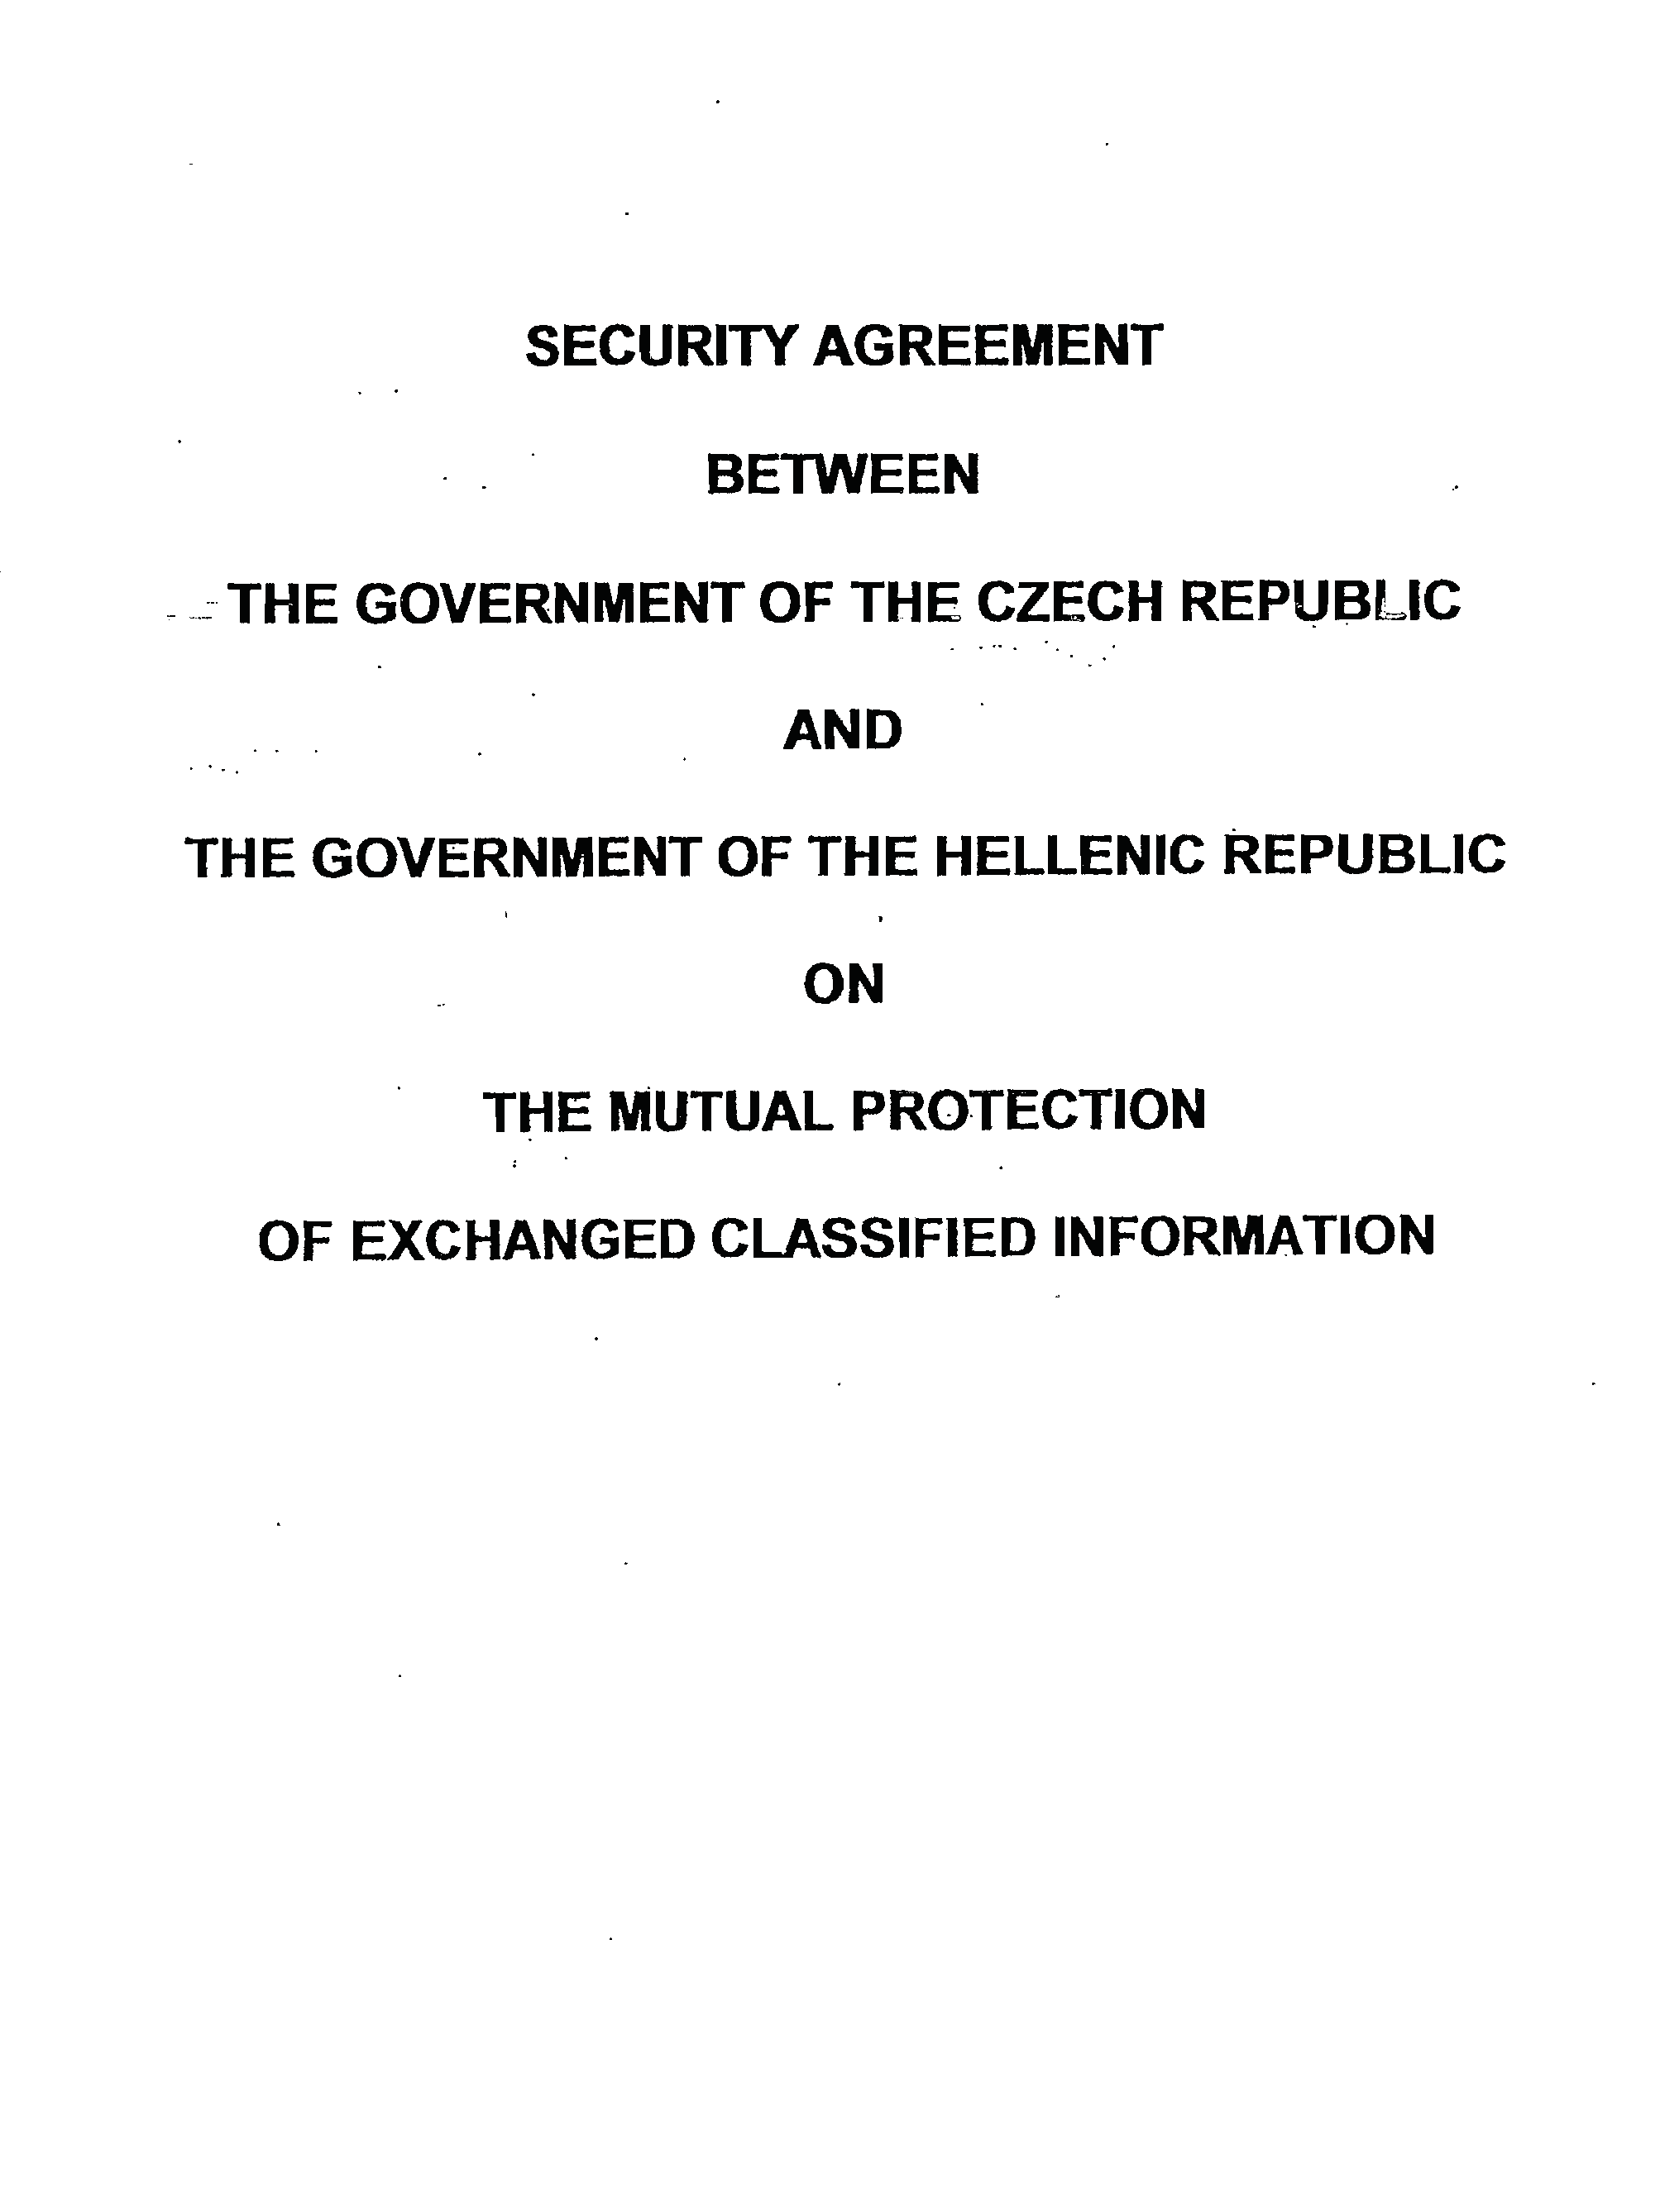 SECURITY AGREEMENT
BETWEEN
THE GOVERNMENT OF THE CZECH REPUBLIC
AND
THE GOVERNMENT OF THE HELLENIC REPUBLIC
ON
THE MUTUAL PROTECTION
OF EXCHANGED CLASSIFIED INFORMATION